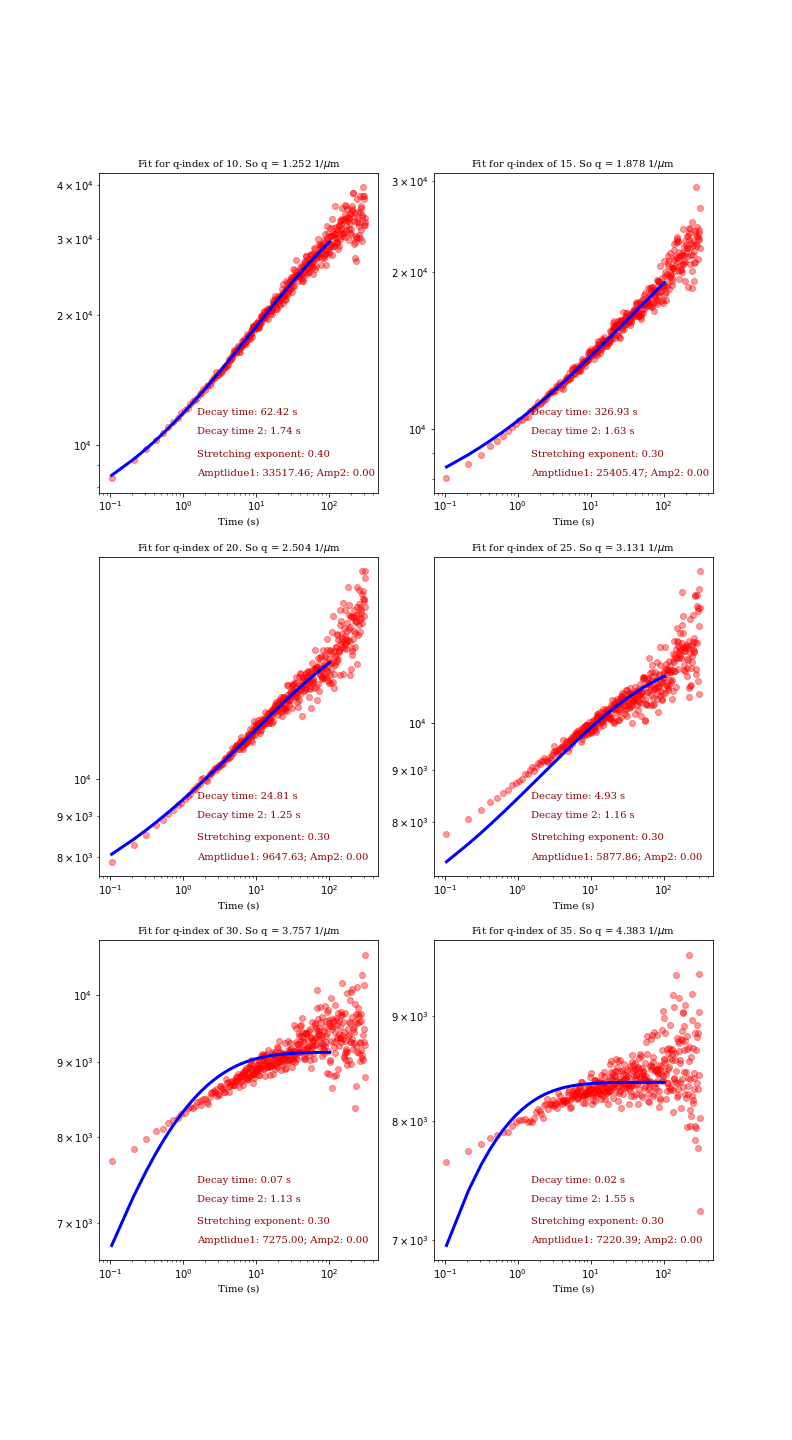 Fit for q-index of 10. So q = 1.252 1/μm
4 × 10⁴
3 × 10⁴
2 × 10⁴
10⁴
Decay time: 62.42 s
Decay time 2: 1.74 s
Stretching exponent: 0.40
Amptlidue1: 33517.46; Amp2: 0.00
10⁻¹ 10⁰ 10¹ 10²
Time (s)
Fit for q-index of 15. So q = 1.878 1/μm
3 × 10⁴
2 × 10⁴
10⁴
Decay time: 326.93 s
Decay time 2: 1.63 s
Stretching exponent: 0.30
Amptlidue1: 25405.47; Amp2: 0.00
10⁻¹ 10⁰ 10¹ 10²
Time (s)
Fit for q-index of 20. So q = 2.504 1/μm
10⁴
9 × 10³
8 × 10³
Decay time: 24.81 s
Decay time 2: 1.25 s
Stretching exponent: 0.30
Amptlidue1: 9647.63; Amp2: 0.00
10⁻¹ 10⁰ 10¹ 10²
Time (s)
Fit for q-index of 25. So q = 3.131 1/μm
10⁴
9 × 10³
8 × 10³
Decay time: 4.93 s
Decay time 2: 1.16 s
Stretching exponent: 0.30
Amptlidue1: 5877.86; Amp2: 0.00
10⁻¹ 10⁰ 10¹ 10²
Time (s)
Fit for q-index of 30. So q = 3.757 1/μm
10⁴
9 × 10³
8 × 10³
7 × 10³
Decay time: 0.07 s
Decay time 2: 1.13 s
Stretching exponent: 0.30
Amptlidue1: 7275.00; Amp2: 0.00
10⁻¹ 10⁰ 10¹ 10²
Time (s)
Fit for q-index of 35. So q = 4.383 1/μm
9 × 10³
8 × 10³
7 × 10³
Decay time: 0.02 s
Decay time 2: 1.55 s
Stretching exponent: 0.30
Amptlidue1: 7220.39; Amp2: 0.00
10⁻¹ 10⁰ 10¹ 10²
Time (s)